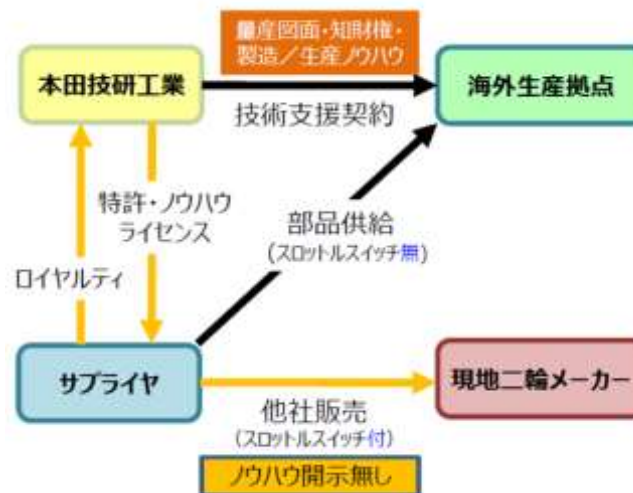 量産図面・知財権・
製造／生産ノウハウ
本田技研工業
海外生産拠点
技術支援契約
特許・ノウハウ
ライセンス
部品供給
(スロットルスイッチ無)
ロイヤルティ
サプライヤ
現地二輪メーカー
他社販売
(スロットルスイッチ付)
ノウハウ開示無し